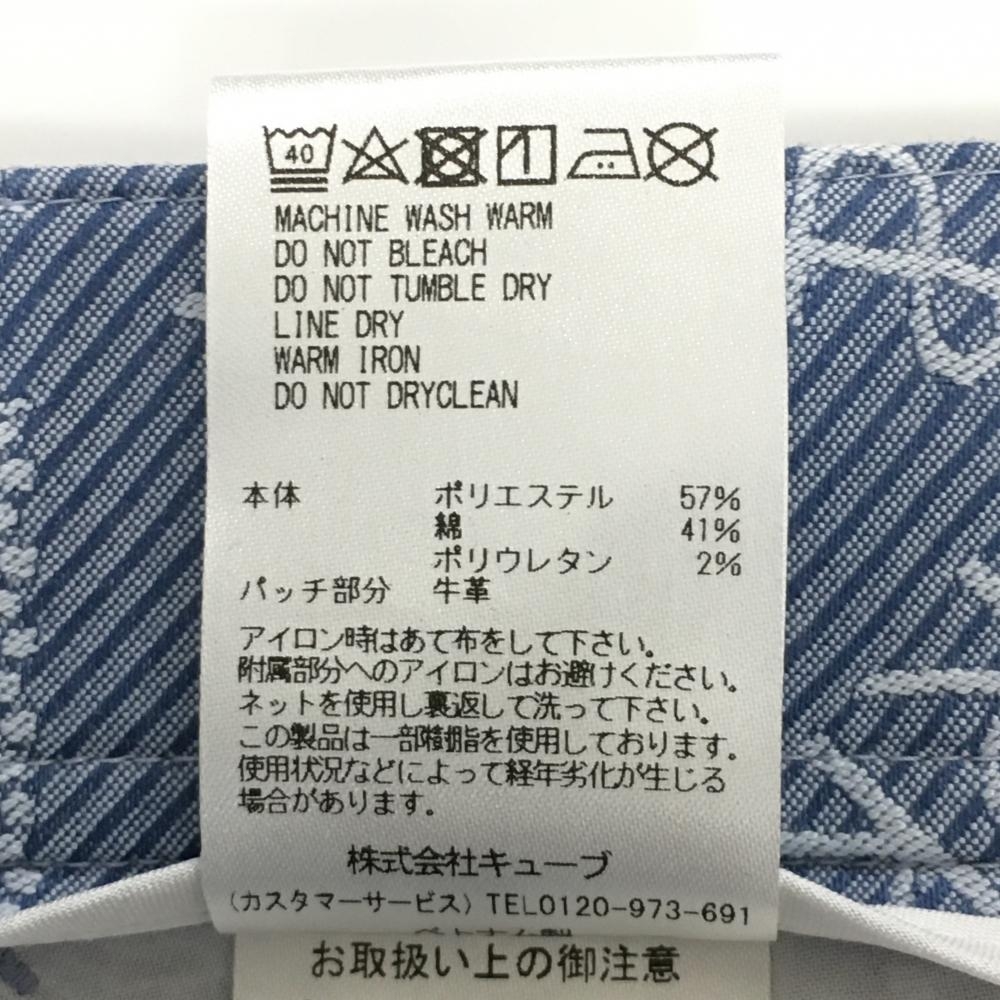 40
MACHINE WASH WARM
DO NOT BLEACH
DO NOT TUMBLE DRY
LINE DRY
WARM IRON
DO NOT DRYCLEAN
本体 ポリエステル 57%
綿 41%
ポリウレタン 2%
パッチ部分 牛革
アイロン時はあて布をして下さい。
附属部分へのアイロンはお避けください。
ネットを使用し裏返して洗って下さい。
この製品は一部樹脂を使用しております。
使用状況などによって経年劣化が生じる
場合があります。
株式会社キューブ
(カスタマーサービス) TEL0120-973-691
お取扱い上の御注意